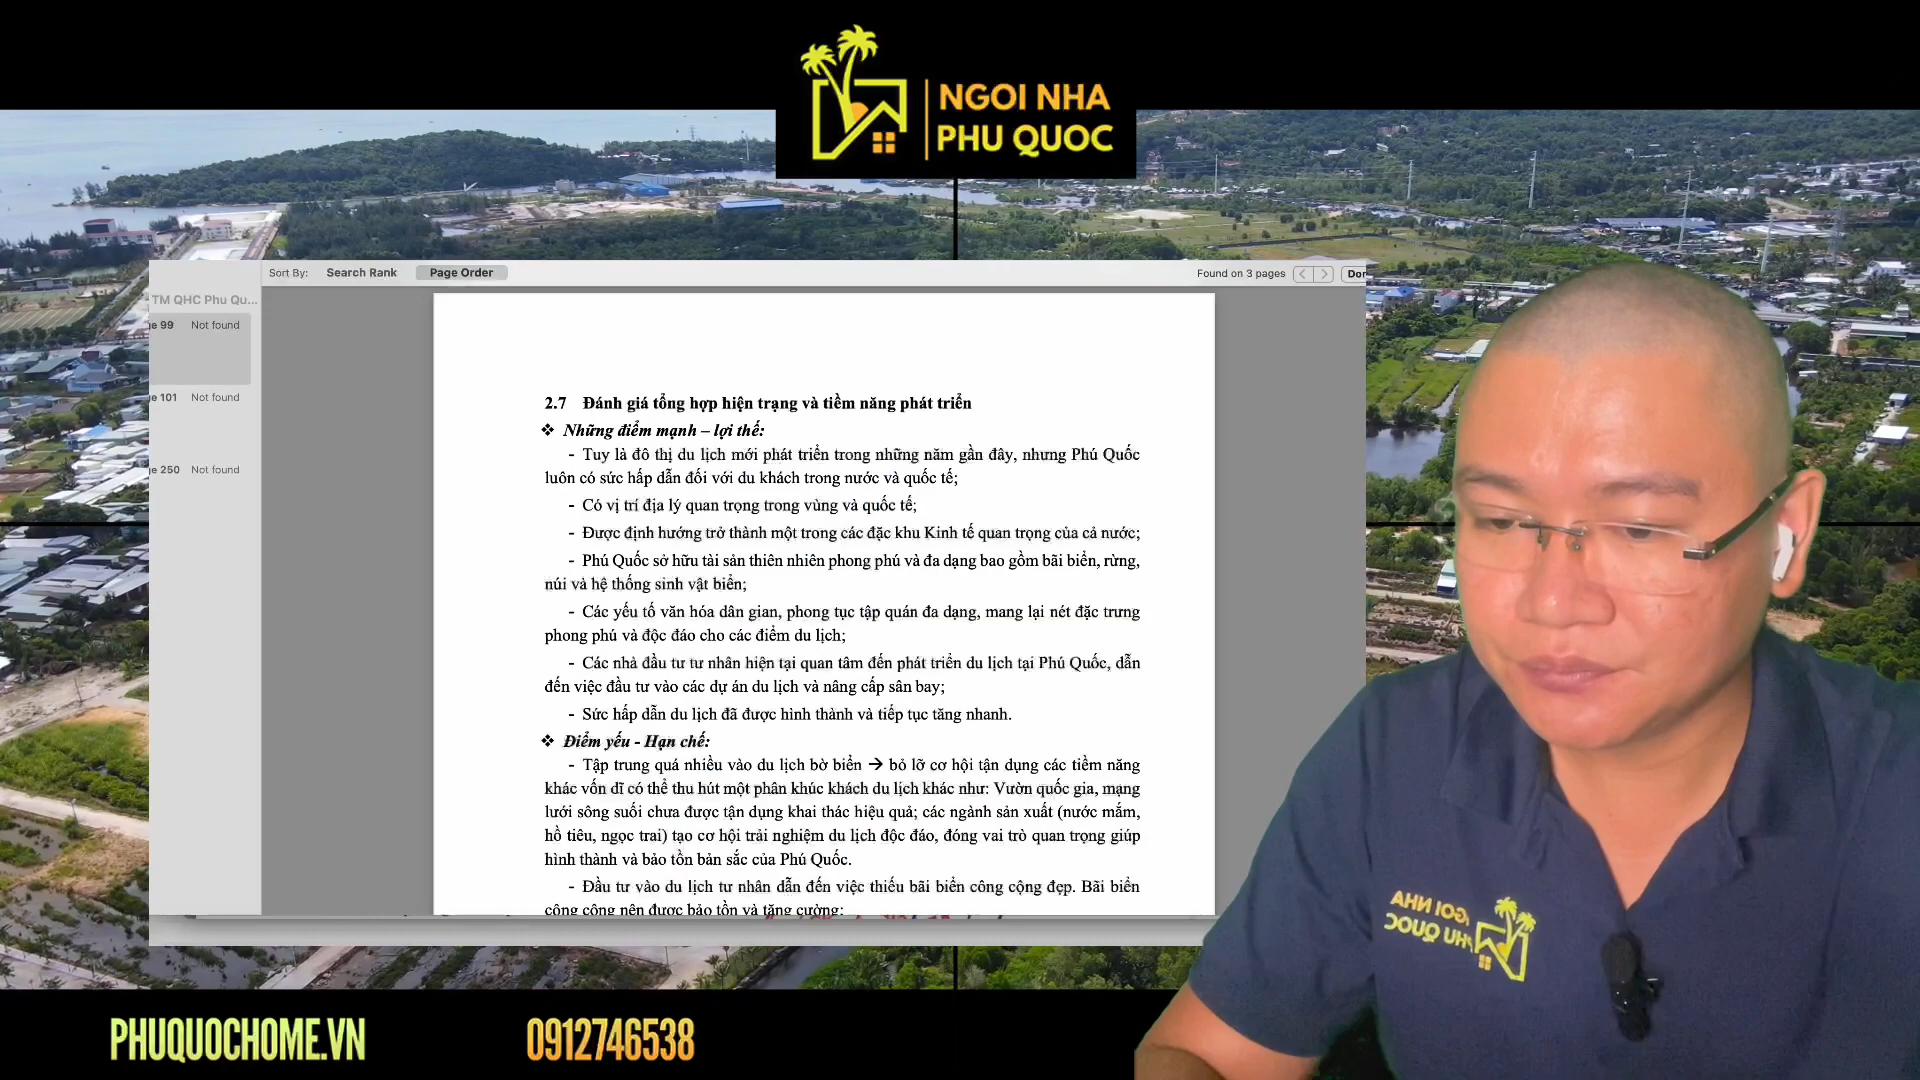 NGOI NHA
PHU QUOC
Sort By:
Search Rank
Page Order
Found on 3 pages
TM QHC Phu Qu...
99 Not found
101 Not found
250 Not found
2.7 Đánh giá tổng hợp hiện trạng và tiềm năng phát triển
❖ Những điểm mạnh – lợi thế:
- Tuy là đô thị du lịch mới phát triển trong những năm gần đây, nhưng Phú Quốc
luôn có sức hấp dẫn đối với du khách trong nước và quốc tế;
- Có vị trí địa lý quan trọng trong vùng và quốc tế;
- Được định hướng trở thành một trong các đặc khu Kinh tế quan trọng của cả nước;
- Phú Quốc sở hữu tài sản thiên nhiên phong phú và đa dạng bao gồm bãi biển, rừng,
núi và hệ thống sinh vật biển;
- Các yếu tố văn hóa dân gian, phong tục tập quán đa dạng, mang lại nét đặc trưng
phong phú và độc đáo cho các điểm du lịch;
- Các nhà đầu tư tư nhân hiện tại quan tâm đến phát triển du lịch tại Phú Quốc, dẫn
đến việc đầu tư vào các dự án du lịch và nâng cấp sân bay;
- Sức hấp dẫn du lịch đã được hình thành và tiếp tục tăng nhanh.
❖ Điểm yếu - Hạn chế:
- Tập trung quá nhiều vào du lịch bờ biển → bỏ lỡ cơ hội tận dụng các tiềm năng
khác vốn dĩ có thể thu hút một phân khúc khách du lịch khác như: Vườn quốc gia, mạng
lưới sông suối chưa được tận dụng khai thác hiệu quả; các ngành sản xuất (nước mắm,
hồ tiêu, ngọc trai) tạo cơ hội trải nghiệm du lịch độc đáo, đóng vai trò quan trọng giúp
hình thành và bảo tồn bản sắc của Phú Quốc.
- Đầu tư vào du lịch tư nhân dẫn đến việc thiếu bãi biển công cộng đẹp. Bãi biển
công cộng nên được bảo tồn và tăng cường;
NGOI NHA
PHU QUOC
PHUQUOCHOME.VN
0912746538